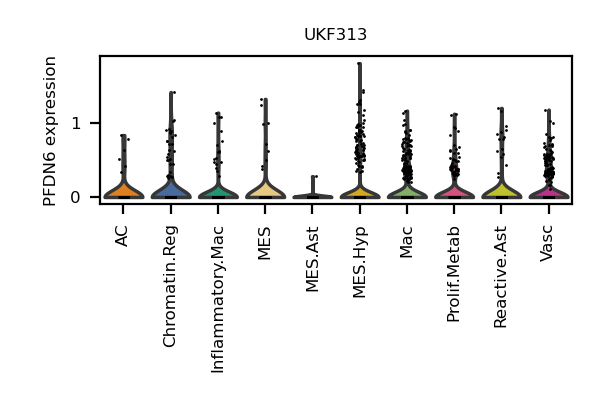 UKF313
PFDN6 expression
1
0
AC
Chromatin.Reg
Inflammatory.Mac
MES
MES.Ast
MES.Hyp
Mac
Prolif.Metab
Reactive.Ast
Vasc